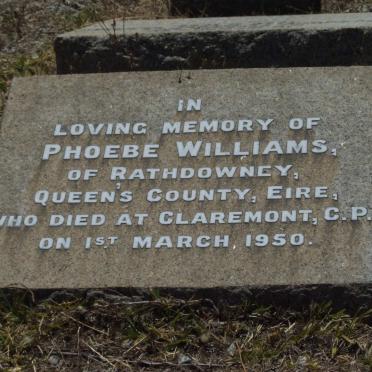 IN
LOVING MEMORY OF
PHOEBE WILLIAMS,
OF RATHDOWNEY,
QUEEN'S COUNTY, EIRE,
WHO DIED AT CLAREMONT, C.P.
ON 1ST MARCH, 1950.